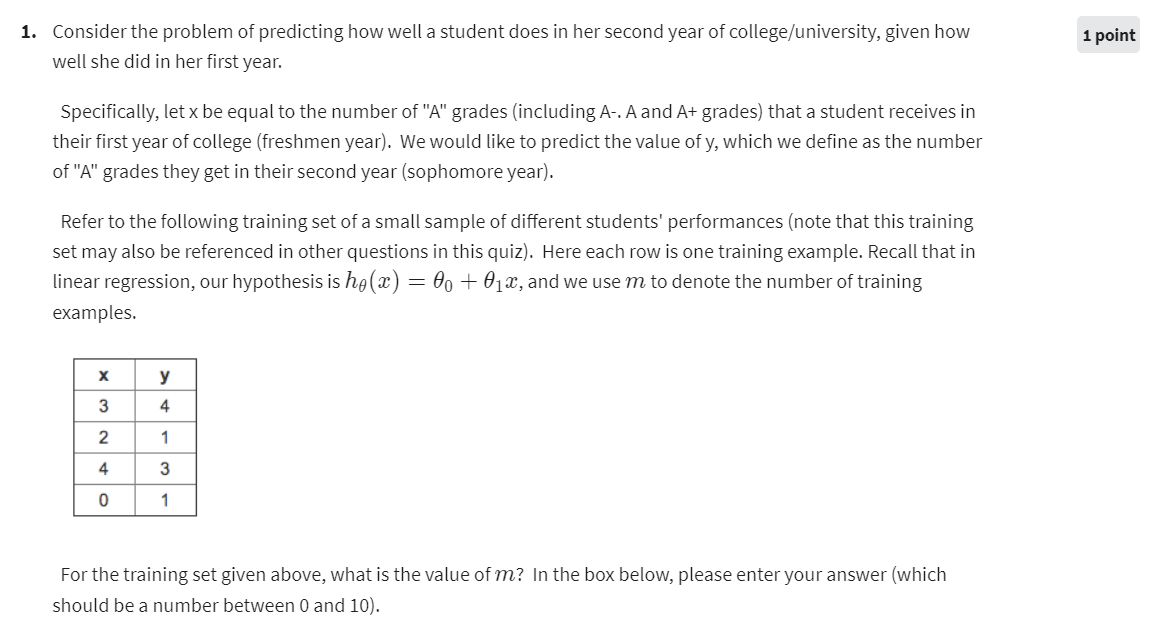 1. Consider the problem of predicting how well a student does in her second year of college/university, given how
1 point
well she did in her first year.
Specifically, let x be equal to the number of "A" grades (including A-. A and A+ grades) that a student receives in
their first year of college (freshmen year). We would like to predict the value of y, which we define as the number
of "A" grades they get in their second year (sophomore year).
Refer to the following training set of a small sample of different students' performances (note that this training
set may also be referenced in other questions in this quiz). Here each row is one training example. Recall that in
linear regression, our hypothesis is hθ(x) = θ0 + θ1x, and we use m to denote the number of training
examples.
x y
3 4
2 1
4 3
0 1
For the training set given above, what is the value of m? In the box below, please enter your answer (which
should be a number between 0 and 10).